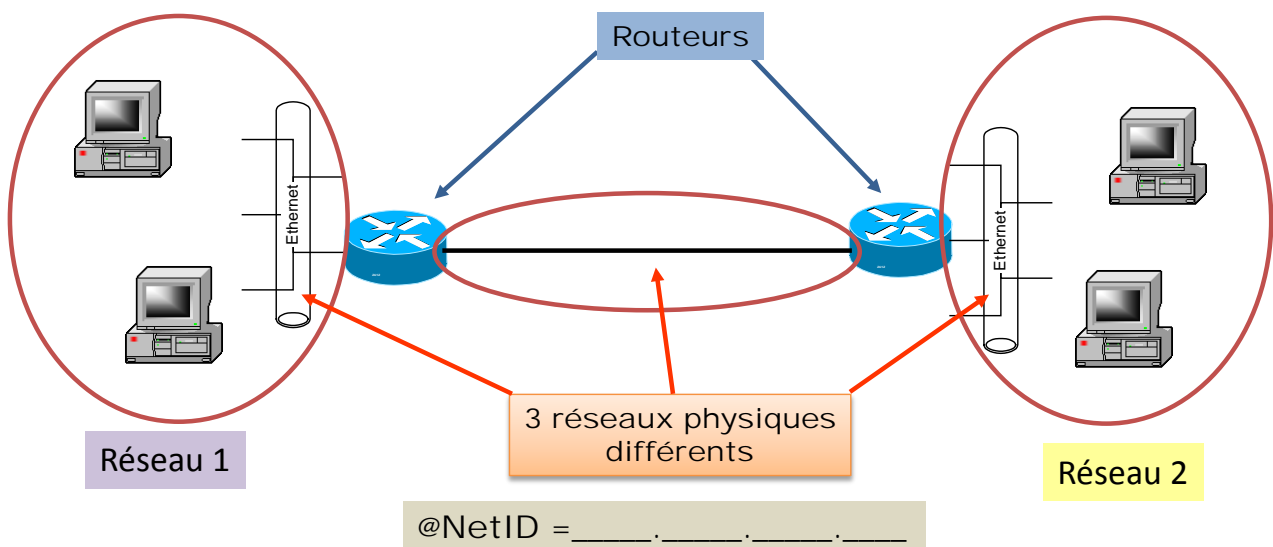 Routeurs
Ethernet
Ethernet
3 réseaux physiques
différents
Réseau 1
Réseau 2
@NetID =_____._____._____.____